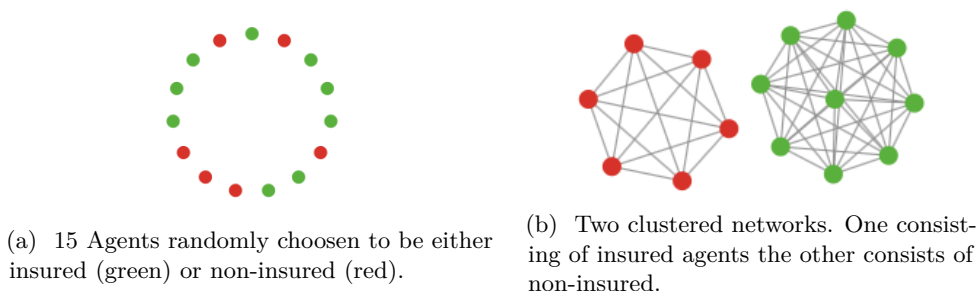 (a) 15 Agents randomly choosen to be either
insured (green) or non-insured (red).
(b) Two clustered networks. One consist-
ing of insured agents the other consists of
non-insured.